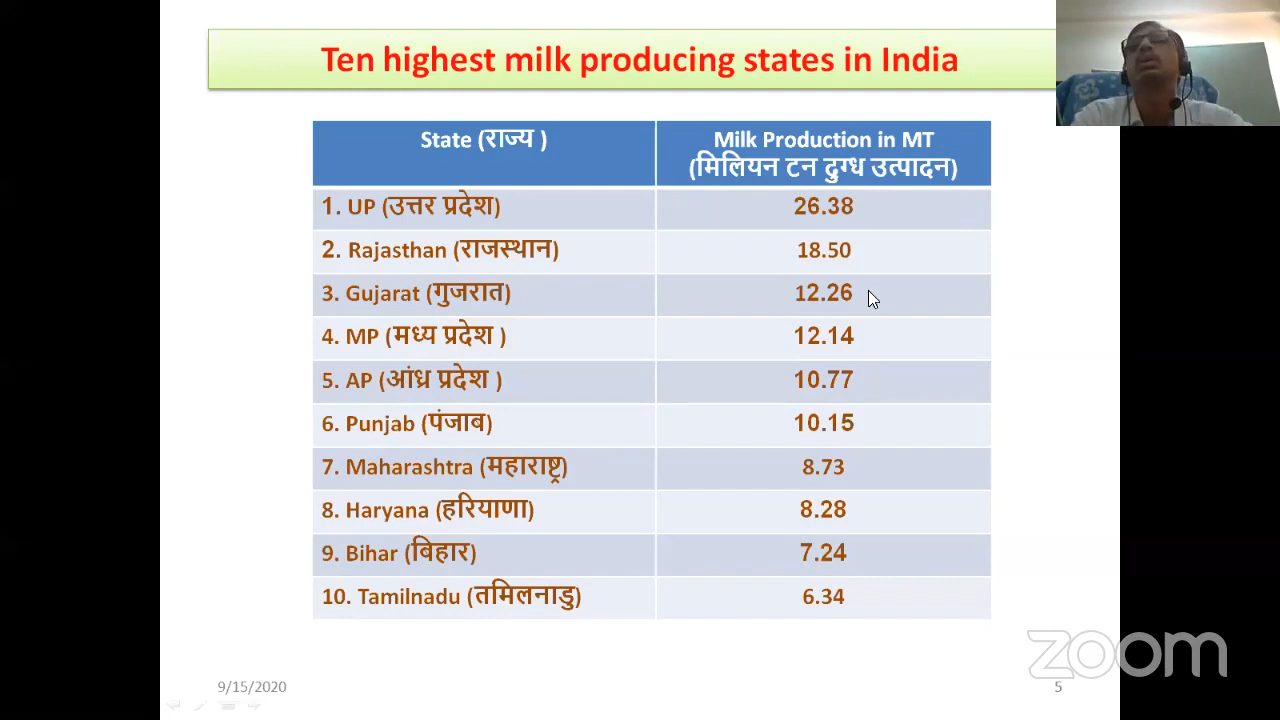 Ten highest milk producing states in India
State (राज्य )
Milk Production in MT
(मिलियन टन दुग्ध उत्पादन)
1. UP (उत्तर प्रदेश)
26.38
2. Rajasthan (राजस्थान)
18.50
3. Gujarat (गुजरात)
12.26
4. MP (मध्य प्रदेश )
12.14
5. AP (आंध्र प्रदेश )
10.77
6. Punjab (पंजाब)
10.15
7. Maharashtra (महाराष्ट्र)
8.73
8. Haryana (हरियाणा)
8.28
9. Bihar (बिहार)
7.24
10. Tamilnadu (तमिलनाडु)
6.34
zoom
9/15/2020
5